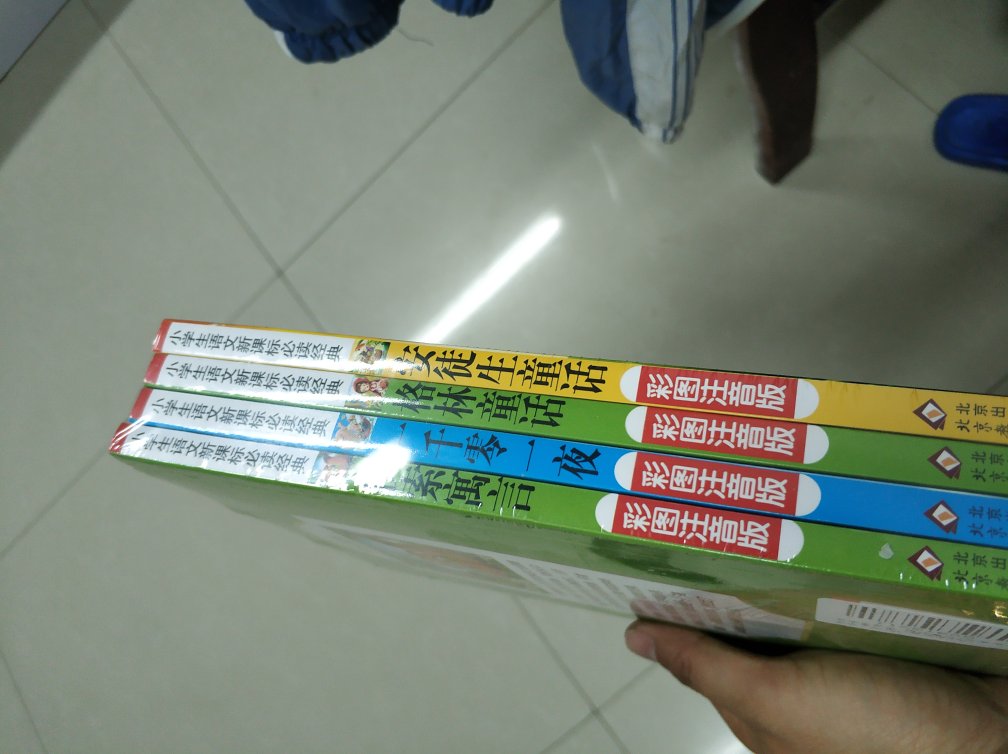 小学生语文新课标必读经典 安徒生童话 彩图注音版 北京出
小学生语文新课标必读经典 格林童话 彩图注音版 北京
小学生语文新课标必读经典 一千零一夜 彩图注音版 北京
小学生语文新课标必读经典 寓言 彩图注音版 北京出